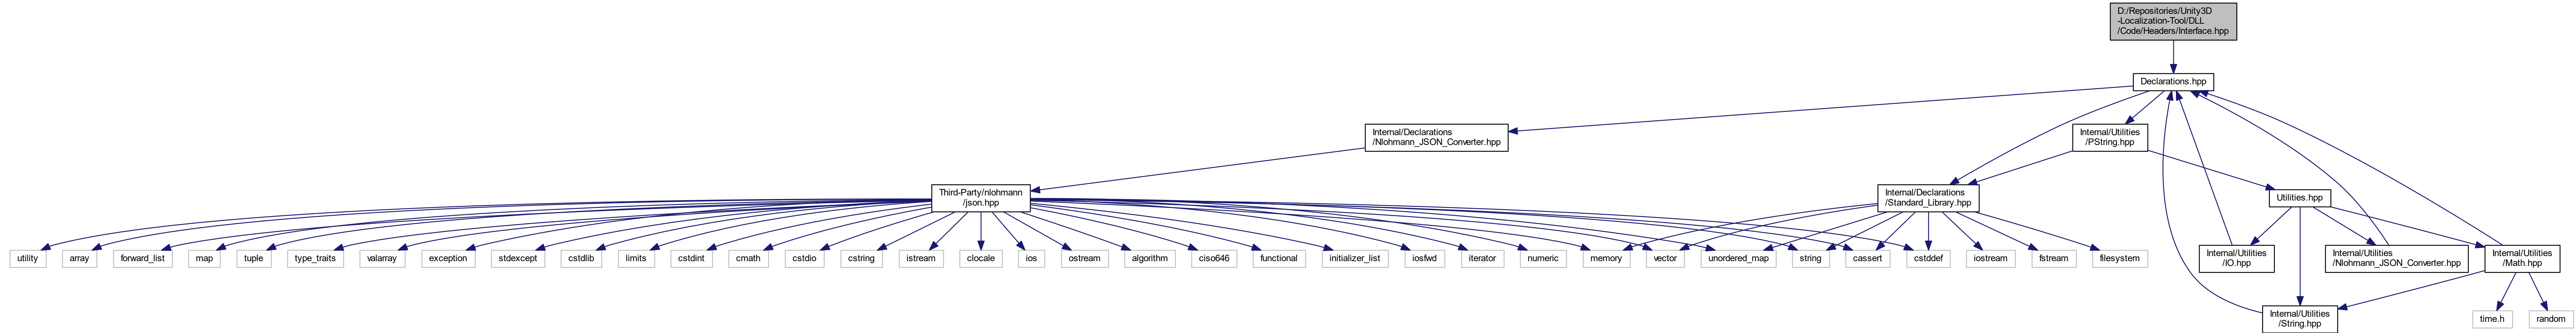 D:/Repositories/Unity3D
-Localization-Tool/DLL
/Code/Headers/Interface.hpp
Declarations.hpp
Internal/Declarations
/Nlohmann_JSON_Converter.hpp
Internal/Utilities
/PString.hpp
Third-Party/nlohmann
/json.hpp
Internal/Declarations
/Standard_Library.hpp
Utilities.hpp
utility
array
forward_list
map
tuple
type_traits
valarray
exception
stdexcept
cstdlib
limits
cstdint
cmath
cstdio
cstring
istream
clocale
ios
ostream
algorithm
ciso646
functional
initializer_list
iosfwd
iterator
numeric
memory
vector
unordered_map
string
cassert
cstddef
iostream
fstream
filesystem
Internal/Utilities
/IO.hpp
Internal/Utilities
/Nlohmann_JSON_Converter.hpp
Internal/Utilities
/Math.hpp
Internal/Utilities
/String.hpp
time.h
random